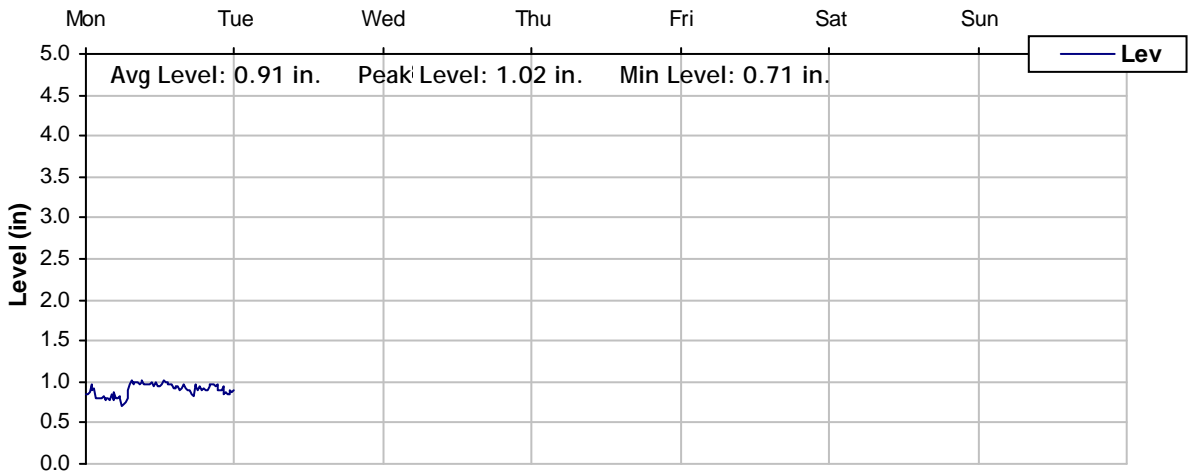 Mon Tue Wed Thu Fri Sat Sun
Lev
Avg Level: 0.91 in. Peak Level: 1.02 in. Min Level: 0.71 in.
5.0
4.5
4.0
3.5
3.0
2.5
2.0
1.5
1.0
0.5
0.0
Level (in)